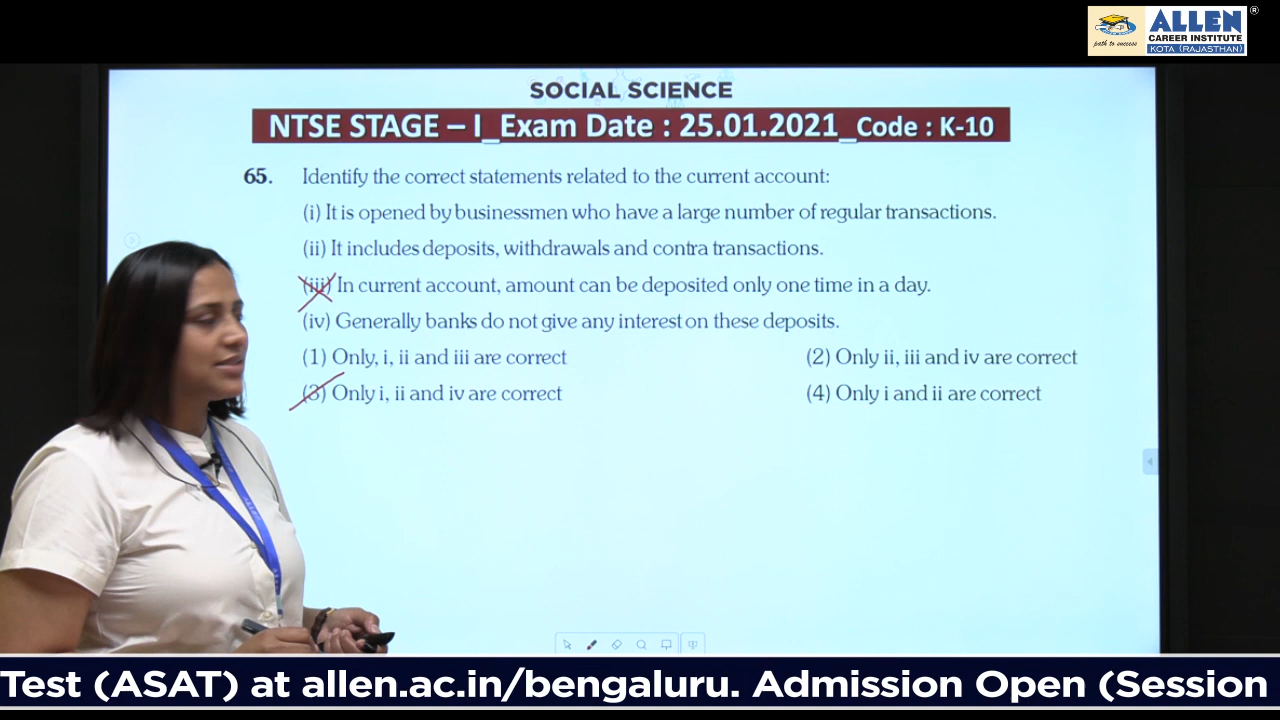 ALLEN
®
path to success
CAREER INSTITUTE
KOTA (RAJASTHAN)
SOCIAL SCIENCE
NTSE STAGE – I_Exam Date : 25.01.2021_Code : K-10
65. Identify the correct statements related to the current account:
(i) It is opened by businessmen who have a large number of regular transactions.
(ii) It includes deposits, withdrawals and contra transactions.
(iii) In current account, amount can be deposited only one time in a day.
(iv) Generally banks do not give any interest on these deposits.
(1) Only, i, ii and iii are correct (2) Only ii, iii and iv are correct
(3) Only i, ii and iv are correct (4) Only i and ii are correct
Test (ASAT) at allen.ac.in/bengaluru. Admission Open (Session